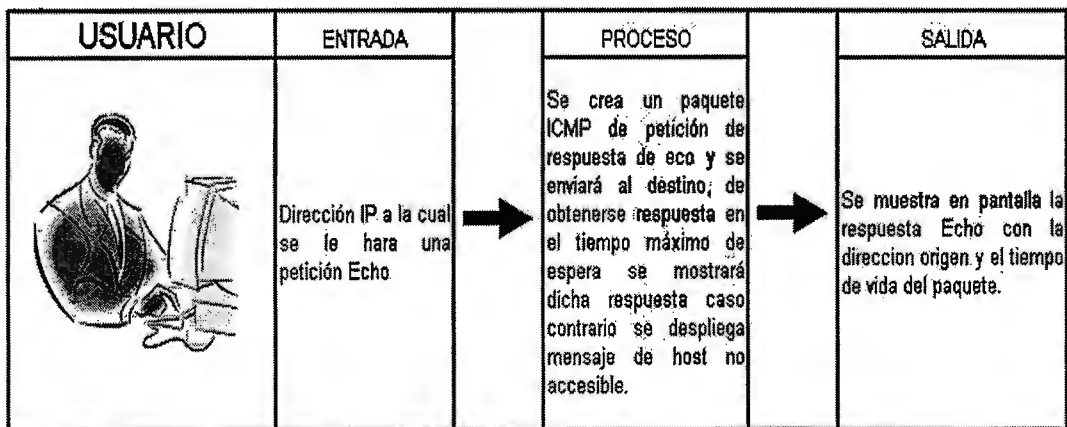 USUARIO
ENTRADA
PROCESO
SALIDA
Dirección IP a la cual
se le hara una
petición Echo
Se crea un paquete
ICMP de petición de
respuesta de eco y se
enviará al destino, de
obtenerse respuesta en
el tiempo máximo de
espera se mostrará
dicha respuesta caso
contrario se despliega
mensaje de host no
accesible.
Se muestra en pantalla la
respuesta Echo con la
direccion origen y el tiempo
de vida del paquete.